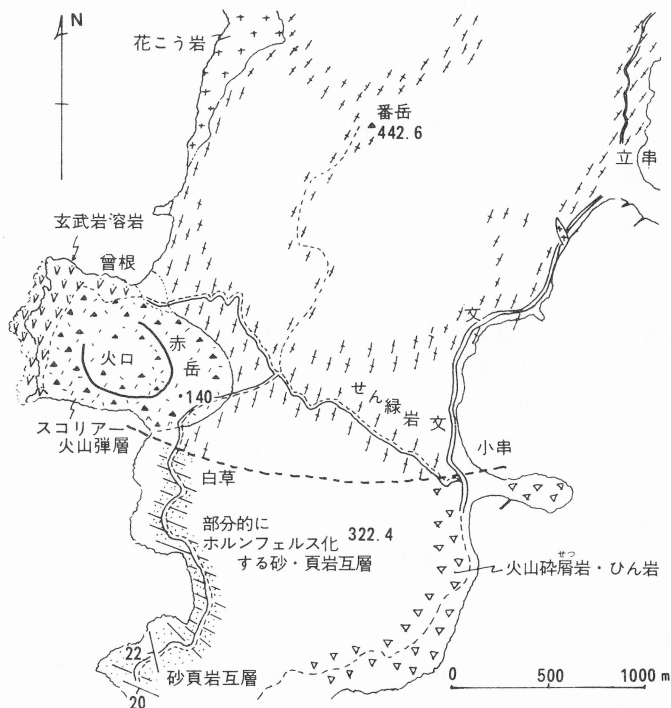 N
花こう岩
番岳
442.6
立串
玄武岩溶岩
曾根
赤岳
火口
140
文
せん緑岩
文
スコリアー
火山弾層
小串
白草
部分的に
ホルンフェルス化
する砂・頁岩互層
322.4
せつ
火山砕屑岩・ひん岩
22
砂頁岩互層
20
0 500 1000 m